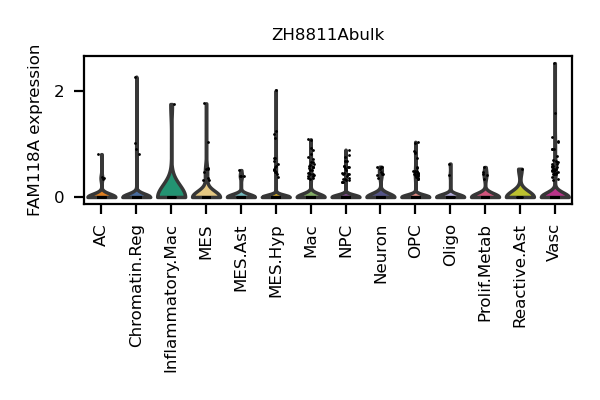 ZH8811Abulk
FAM118A expression
2
0
AC
Chromatin.Reg
Inflammatory.Mac
MES
MES.Ast
MES.Hyp
Mac
NPC
Neuron
OPC
Oligo
Prolif.Metab
Reactive.Ast
Vasc